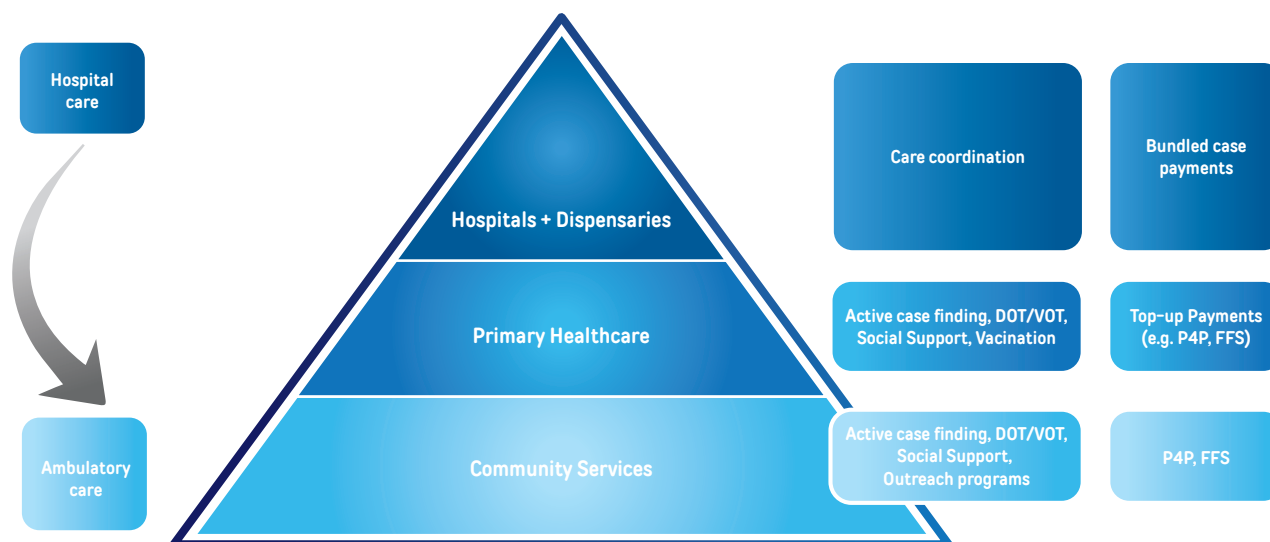 Hospital
care
Ambulatory
care
Hospitals + Dispensaries
Primary Healthcare
Community Services
Care coordination
Bundled case
payments
Active case finding, DOT/VOT,
Social Support, Vacination
Top-up Payments
(e.g. P4P, FFS)
Active case finding, DOT/VOT,
Social Support,
Outreach programs
P4P, FFS